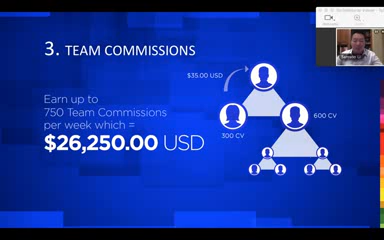 3. TEAM COMMISSIONS
$35.00 USD
Earn up to
750 Team Commissions
per week which =
$26,250.00 USD
600 CV
300 CV